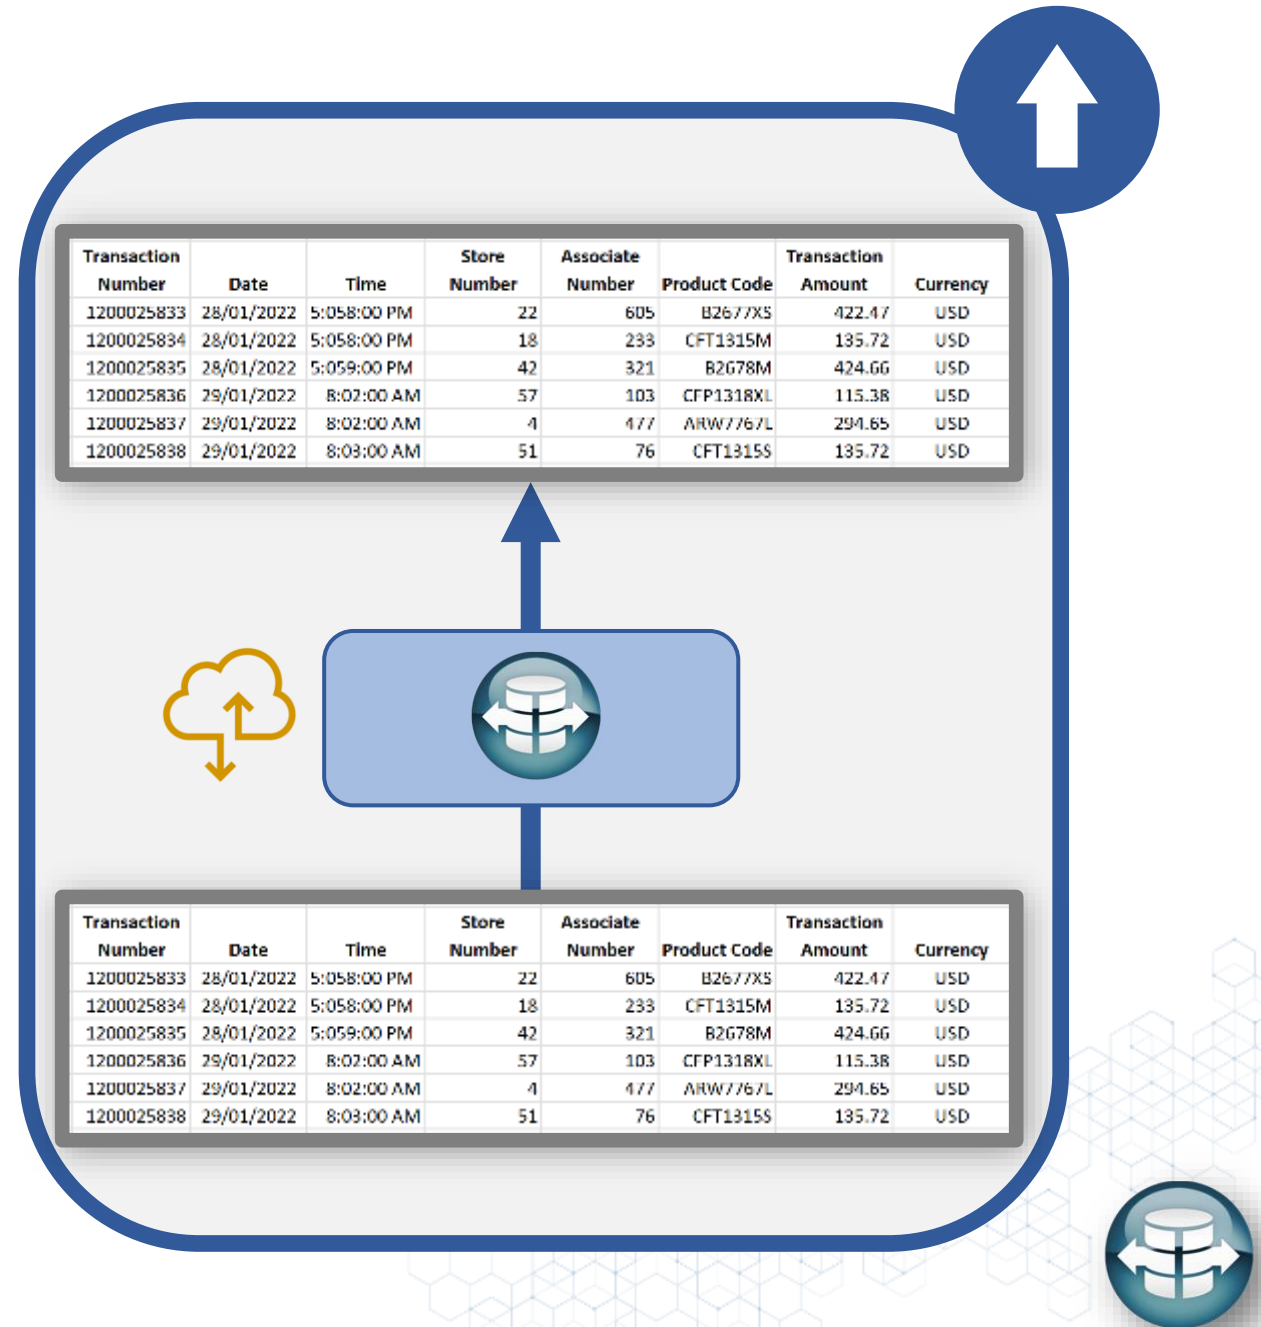 Transaction Number Date Time Store Number Associate Number Product Code Transaction Amount Currency
1200025833 28/01/2022 5:058:00 PM 22 605 B2677XS 422.47 USD
1200025834 28/01/2022 5:058:00 PM 18 233 CFT1315M 135.72 USD
1200025835 28/01/2022 5:059:00 PM 42 321 B2678M 424.66 USD
1200025836 29/01/2022 8:02:00 AM 57 103 CFP1318XL 115.38 USD
1200025837 29/01/2022 8:02:00 AM 4 477 ARW7767L 294.65 USD
1200025838 29/01/2022 8:03:00 AM 51 76 CFT1315S 135.72 USD
Transaction Number Date Time Store Number Associate Number Product Code Transaction Amount Currency
1200025833 28/01/2022 5:058:00 PM 22 605 B2677XS 422.47 USD
1200025834 28/01/2022 5:058:00 PM 18 233 CFT1315M 135.72 USD
1200025835 28/01/2022 5:059:00 PM 42 321 B2678M 424.66 USD
1200025836 29/01/2022 8:02:00 AM 57 103 CFP1318XL 115.38 USD
1200025837 29/01/2022 8:02:00 AM 4 477 ARW7767L 294.65 USD
1200025838 29/01/2022 8:03:00 AM 51 76 CFT1315S 135.72 USD